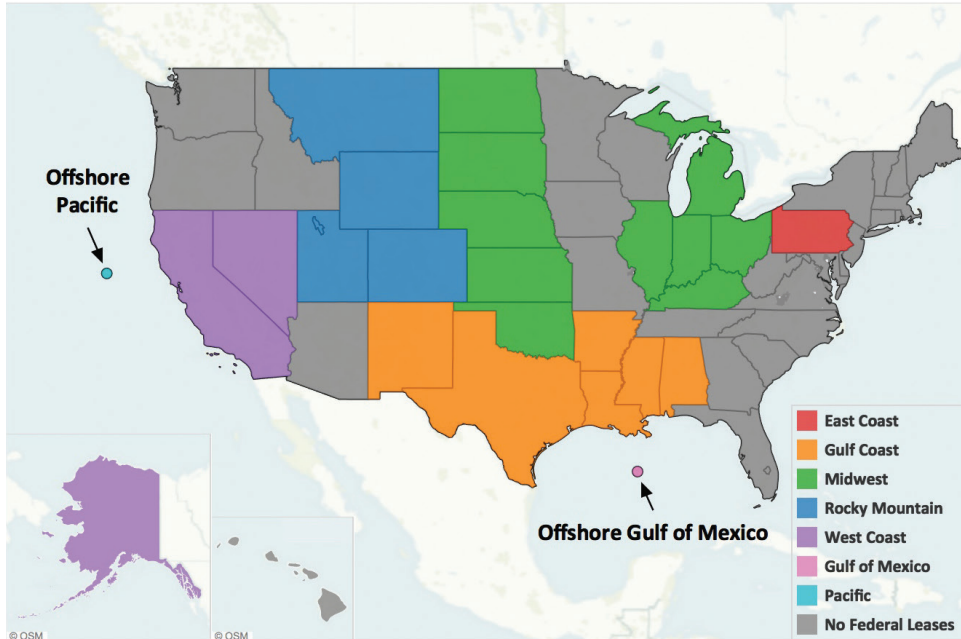 Offshore
Pacific
Offshore Gulf of Mexico
East Coast
Gulf Coast
Midwest
Rocky Mountain
West Coast
Gulf of Mexico
Pacific
No Federal Leases
© OSM
© OSM